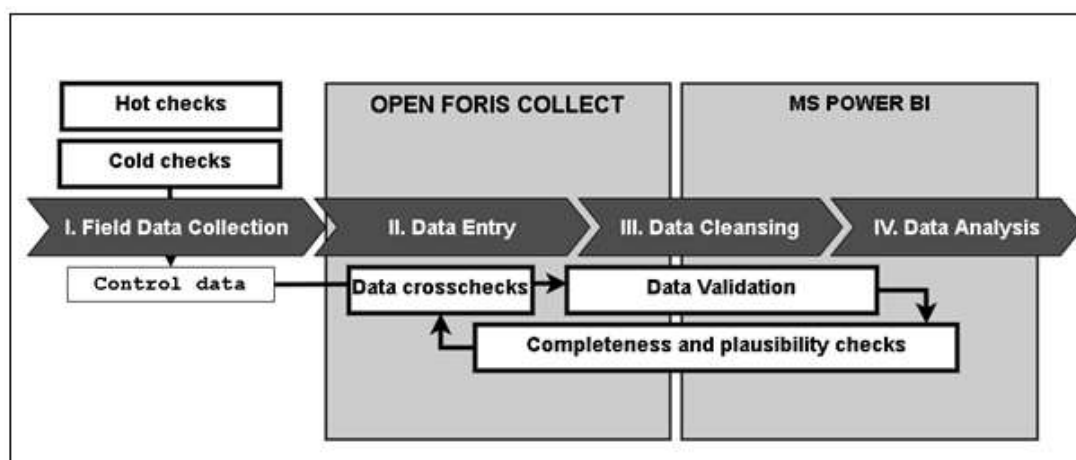 Hot checks
Cold checks
OPEN FORIS COLLECT
MS POWER BI
I. Field Data Collection
II. Data Entry
III. Data Cleansing
IV. Data Analysis
Control data
Data crosschecks
Data Validation
Completeness and plausibility checks